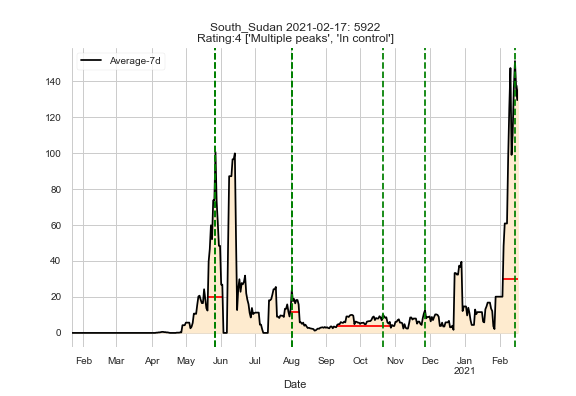 South_Sudan 2021-02-17: 5922
Rating:4 ['Multiple peaks', 'In control']
Average-7d
140
120
100
80
60
40
20
0
Feb Mar Apr May Jun Jul Aug Sep Oct Nov Dec Jan Feb
2021
Date